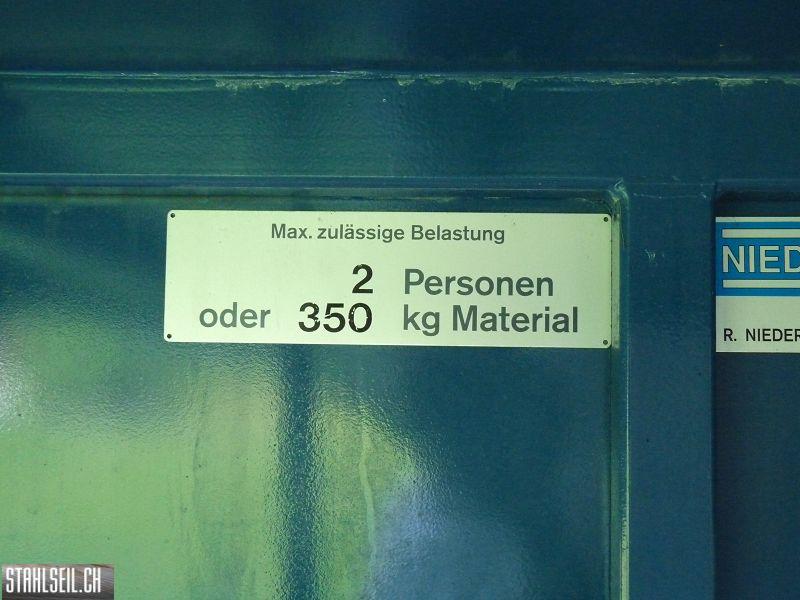 Max. zulässige Belastung
2 Personen
oder 350 kg Material
NIED
R. NIEDER
STAHLSEIL.CH